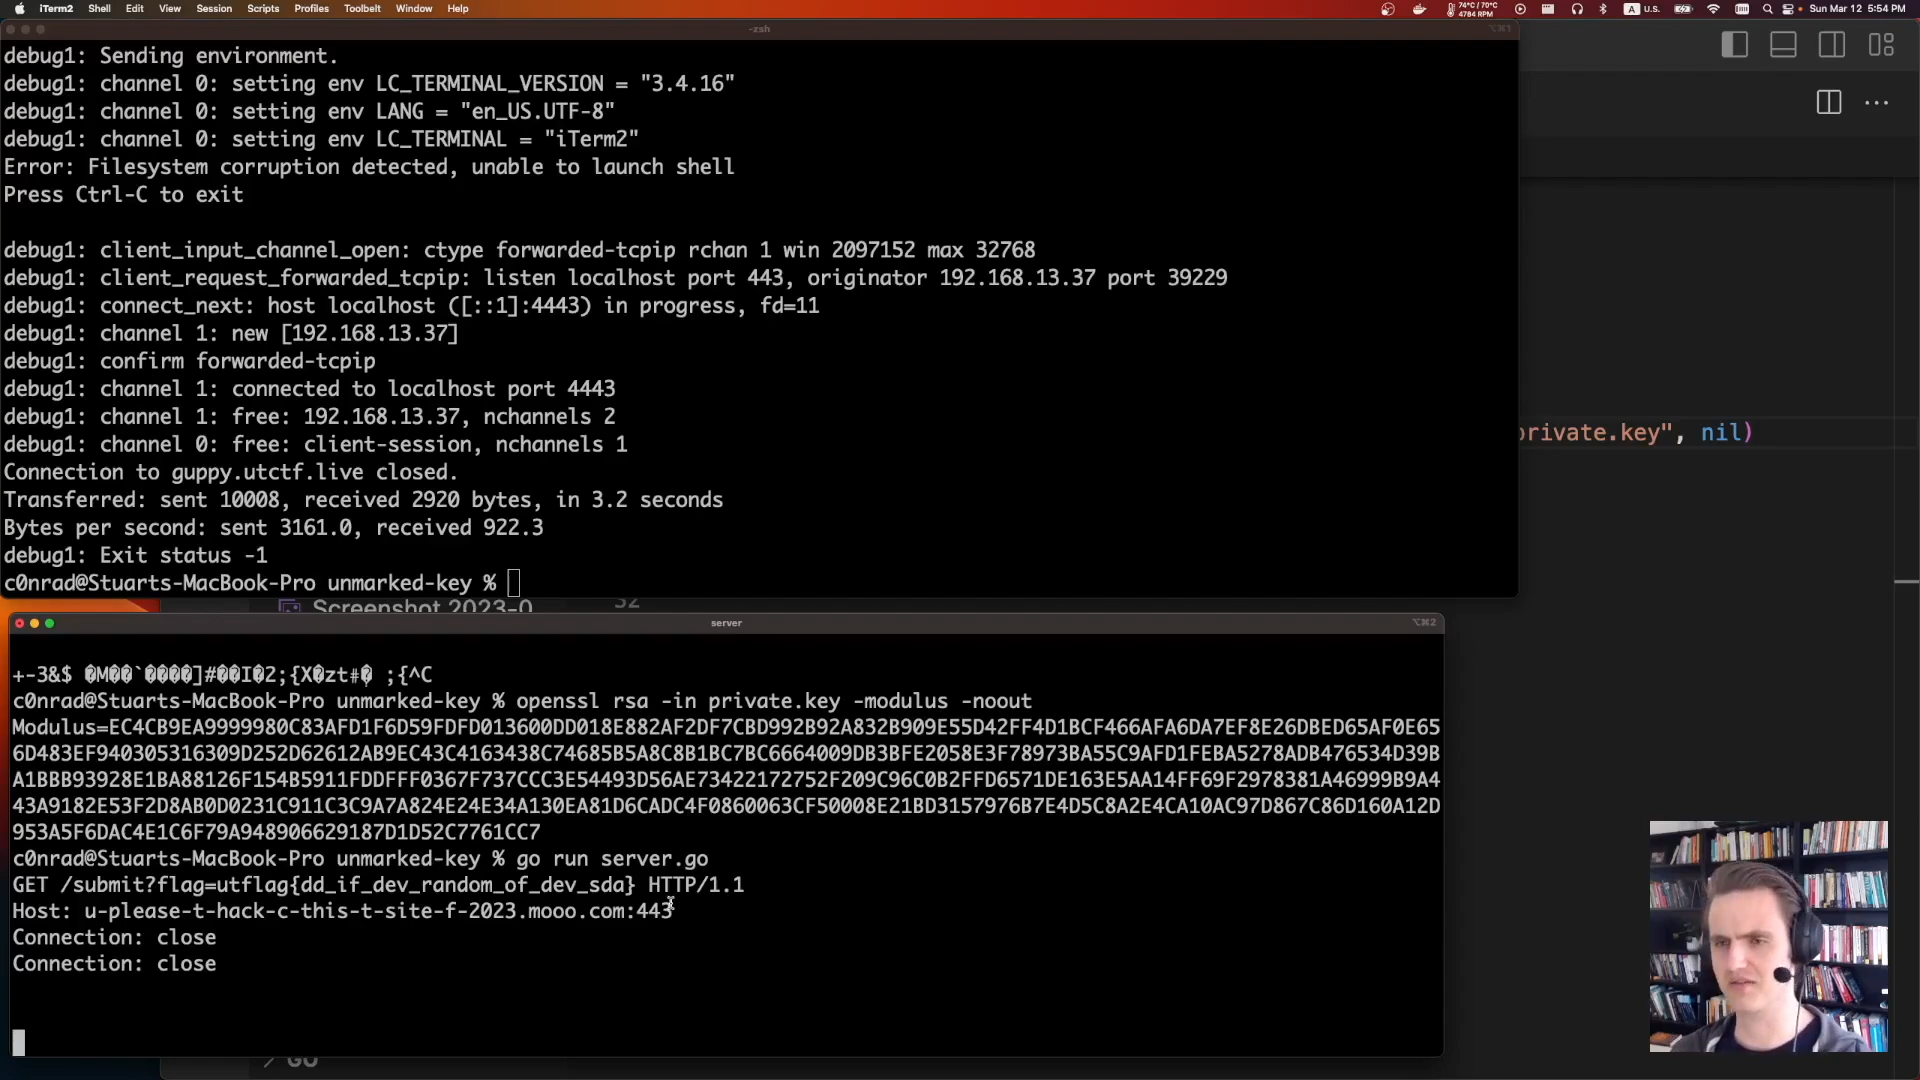 iTerm2 Shell Edit View Session Scripts Profiles Toolbelt Window Help
74°C / 70°C
4784 RPM
A U.S.
Sun Mar 12 5:54 PM
-zsh
⌥⌘1
debug1: Sending environment.
debug1: channel 0: setting env LC_TERMINAL_VERSION = "3.4.16"
debug1: channel 0: setting env LANG = "en_US.UTF-8"
debug1: channel 0: setting env LC_TERMINAL = "iTerm2"
Error: Filesystem corruption detected, unable to launch shell
Press Ctrl-C to exit
debug1: client_input_channel_open: ctype forwarded-tcpip rchan 1 win 2097152 max 32768
debug1: client_request_forwarded_tcpip: listen localhost port 443, originator 192.168.13.37 port 39229
debug1: connect_next: host localhost ([::1]:4443) in progress, fd=11
debug1: channel 1: new [192.168.13.37]
debug1: confirm forwarded-tcpip
debug1: channel 1: connected to localhost port 4443
debug1: channel 1: free: 192.168.13.37, nchannels 2
debug1: channel 0: free: client-session, nchannels 1
Connection to guppy.utctf.live closed.
Transferred: sent 10008, received 2920 bytes, in 3.2 seconds
Bytes per second: sent 3161.0, received 922.3
debug1: Exit status -1
c0nrad@Stuarts-MacBook-Pro unmarked-key %
private.key", nil)
Screenshot 2023-0
32
server
⌥⌘2
+-3&$ �M��`����]#��I�2;{X�zt#� ;{^C
c0nrad@Stuarts-MacBook-Pro unmarked-key % openssl rsa -in private.key -modulus -noout
Modulus=EC4CB9EA9999980C83AFD1F6D59FDFD013600DD018E882AF2DF7CBD992B92A832B909E55D42FF4D1BCF466AFA6DA7EF8E26DBED65AF0E65
6D483EF940305316309D252D62612AB9EC43C4163438C74685B5A8C8B1BC7BC6664009DB3BFE2058E3F78973BA55C9AFD1FEBA5278ADB476534D39B
A1BBB93928E1BA88126F154B5911FDDFFF0367F737CCC3E54493D56AE73422172752F209C96C0B2FFD6571DE163E5AA14FF69F2978381A46999B9A4
43A9182E53F2D8AB0D0231C911C3C9A7A824E24E34A130EA81D6CADC4F0860063CF50008E21BD3157976B7E4D5C8A2E4CA10AC97D867C86D160A12D
953A5F6DAC4E1C6F79A948906629187D1D52C7761CC7
c0nrad@Stuarts-MacBook-Pro unmarked-key % go run server.go
GET /submit?flag=utflag{dd_if_dev_random_of_dev_sda} HTTP/1.1
Host: u-please-t-hack-c-this-t-site-f-2023.mooo.com:443
Connection: close
Connection: close
> GO